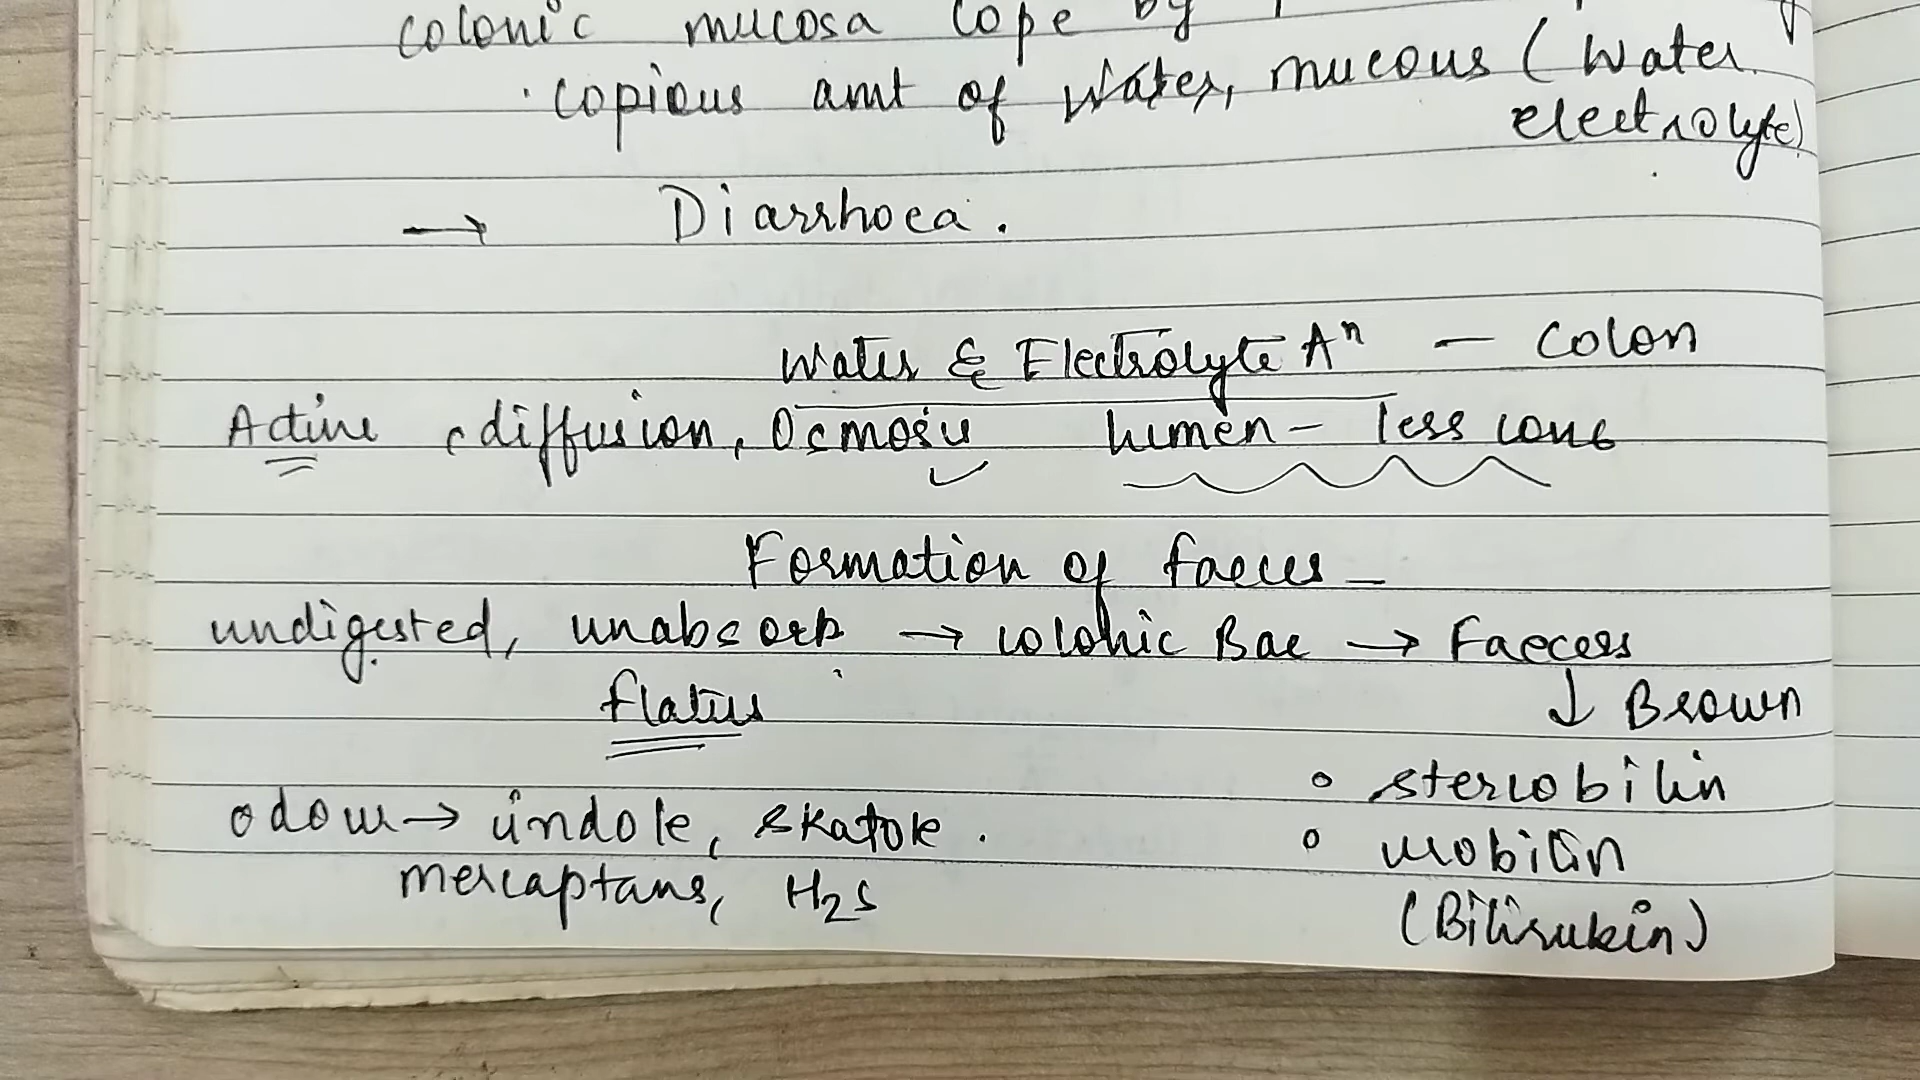 colonic mucosa cope by
copious amt of water, mucous (water
electrolyte)
→ Diarrhoea.
Water & Electrolyte Aⁿ – Colon
Active diffusion, Osmosis lumen – less conc
Formation of faeces –
undigested, unabsorb → colonic Bac → Faecess
flatus ↓ Brown
• stercobilin
odour → indole, skatole.
• urobilin
mercaptans, H₂S
(Bilirubin)